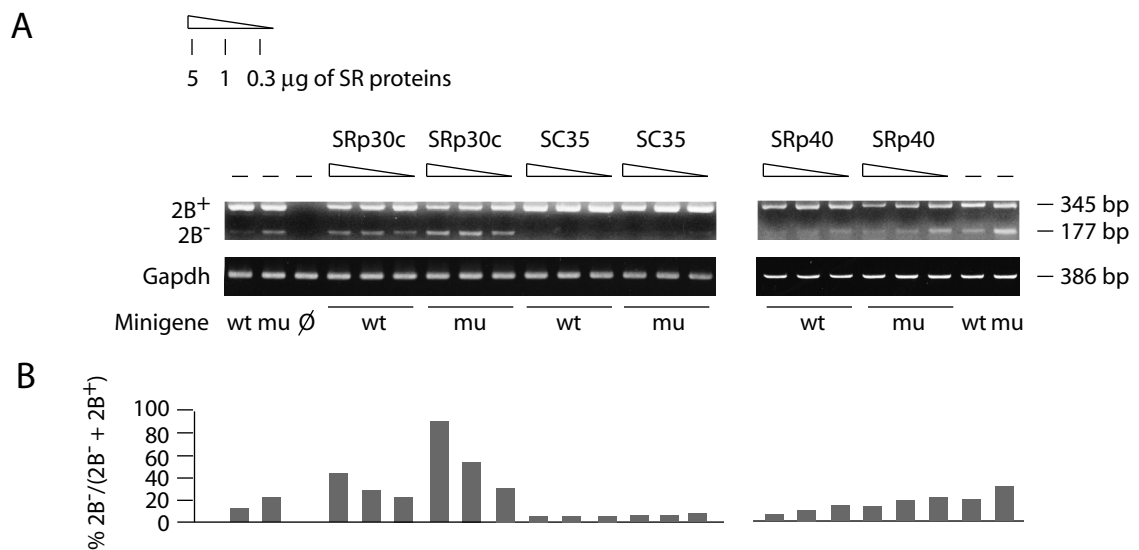 A
5 1 0.3 µg of SR proteins
SRp30c SRp30c SC35 SC35 SRp40 SRp40
– – – – –
2B+ – 345 bp
2B- – 177 bp
Gapdh – 386 bp
Minigene wt mu Ø wt mu wt mu wt mu wt mu
B
% 2B-/(2B- + 2B+)
100
80
60
40
20
0